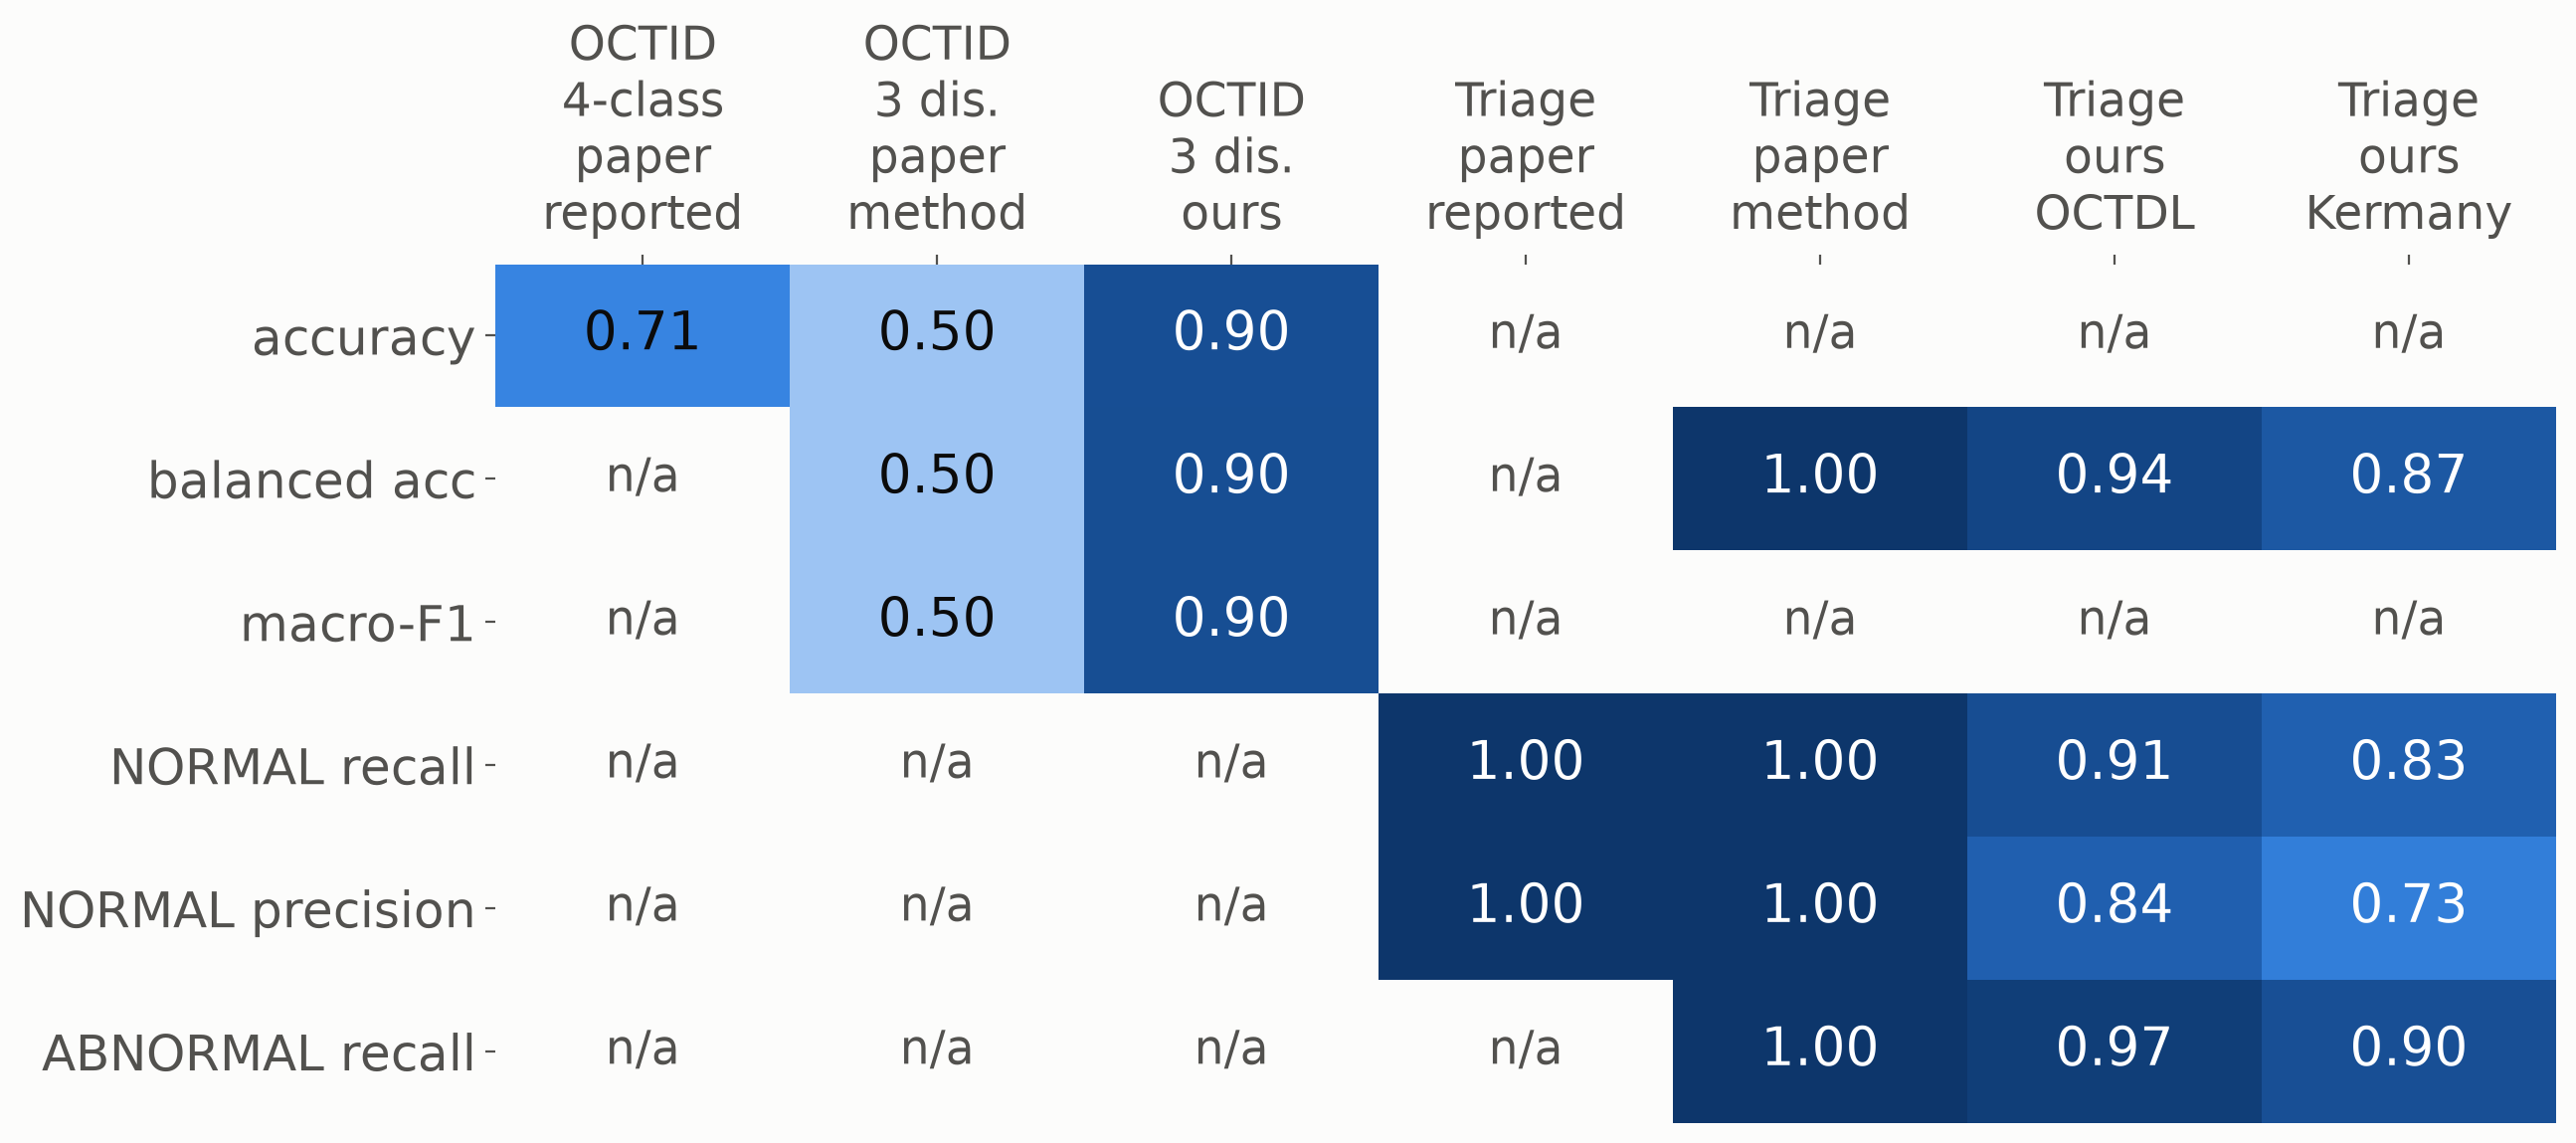 OCTID
4-class
paper
reported
OCTID
3 dis.
paper
method
OCTID
3 dis.
ours
Triage
paper
reported
Triage
paper
method
Triage
ours
OCTDL
Triage
ours
Kermany
accuracy 0.71 0.50 0.90 n/a n/a n/a n/a
balanced acc n/a 0.50 0.90 n/a 1.00 0.94 0.87
macro-F1 n/a 0.50 0.90 n/a n/a n/a n/a
NORMAL recall n/a n/a n/a 1.00 1.00 0.91 0.83
NORMAL precision n/a n/a n/a 1.00 1.00 0.84 0.73
ABNORMAL recall n/a n/a n/a n/a 1.00 0.97 0.90